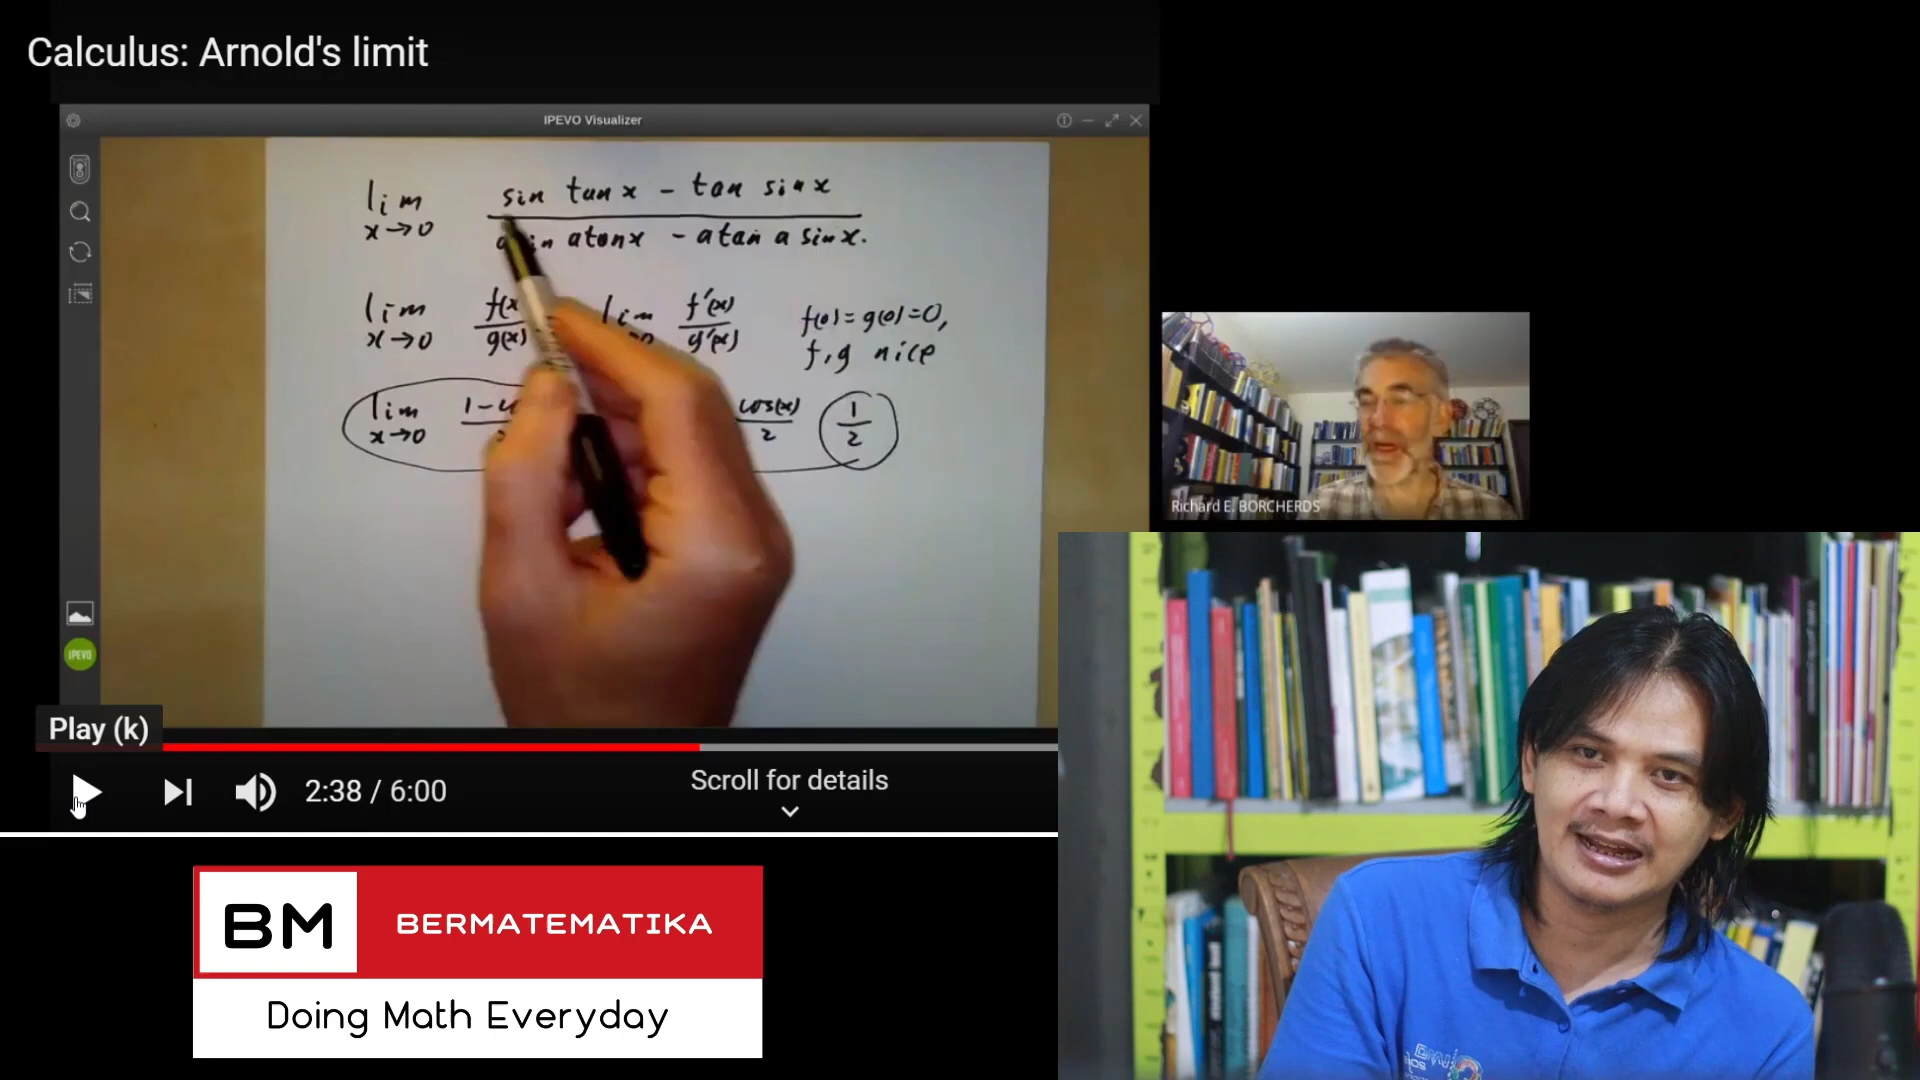 Calculus: Arnold's limit
IPEVO Visualizer
lim x→0 sin tan x - tan sin x
atan x - atan a sin x.
lim x→0 g(x) lim f'(x) / g'(x) f(0) = g(0) = 0,
f, g nice
lim x→0 cos(x) / 2 1/2
IPEVO
Richard E. BORCHERDS
Play (k)
2:38 / 6:00
Scroll for details
BM BERMATEMATIKA
Doing Math Everyday